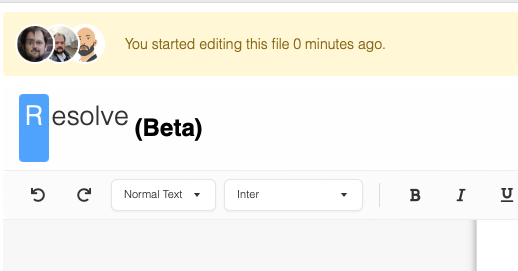 You started editing this file 0 minutes ago.
Resolve (Beta)
Normal Text Inter B I U